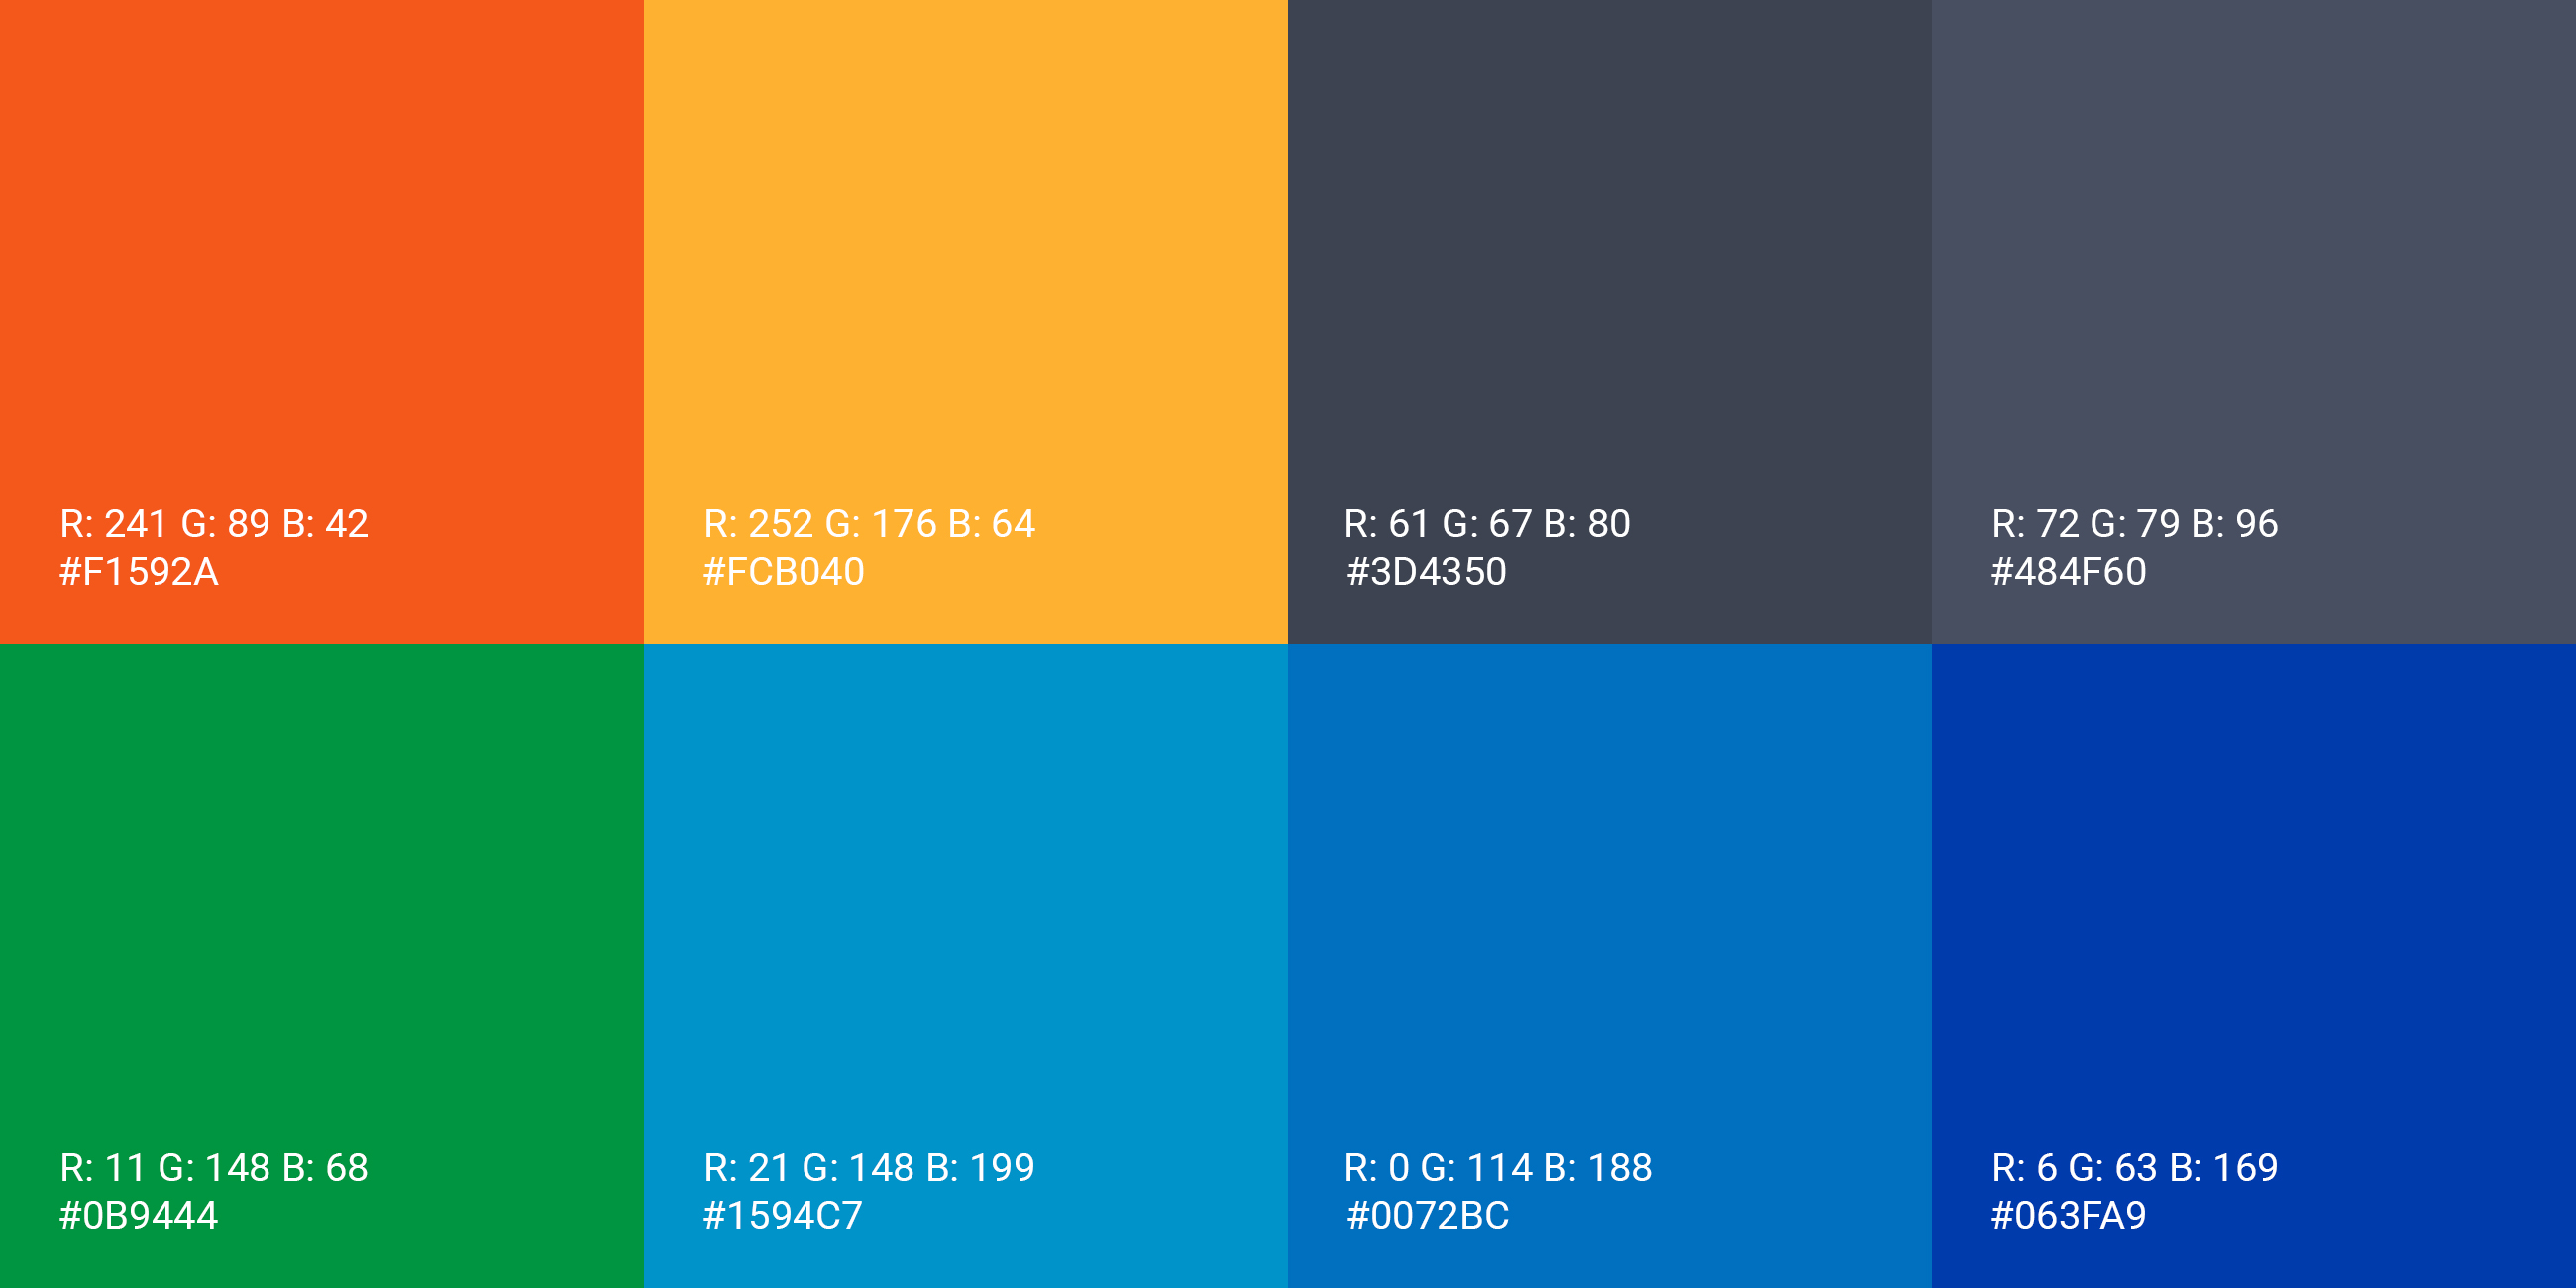 R: 241 G: 89 B: 42
#F1592A
R: 252 G: 176 B: 64
#FCB040
R: 61 G: 67 B: 80
#3D4350
R: 72 G: 79 B: 96
#484F60
R: 11 G: 148 B: 68
#0B9444
R: 21 G: 148 B: 199
#1594C7
R: 0 G: 114 B: 188
#0072BC
R: 6 G: 63 B: 169
#063FA9